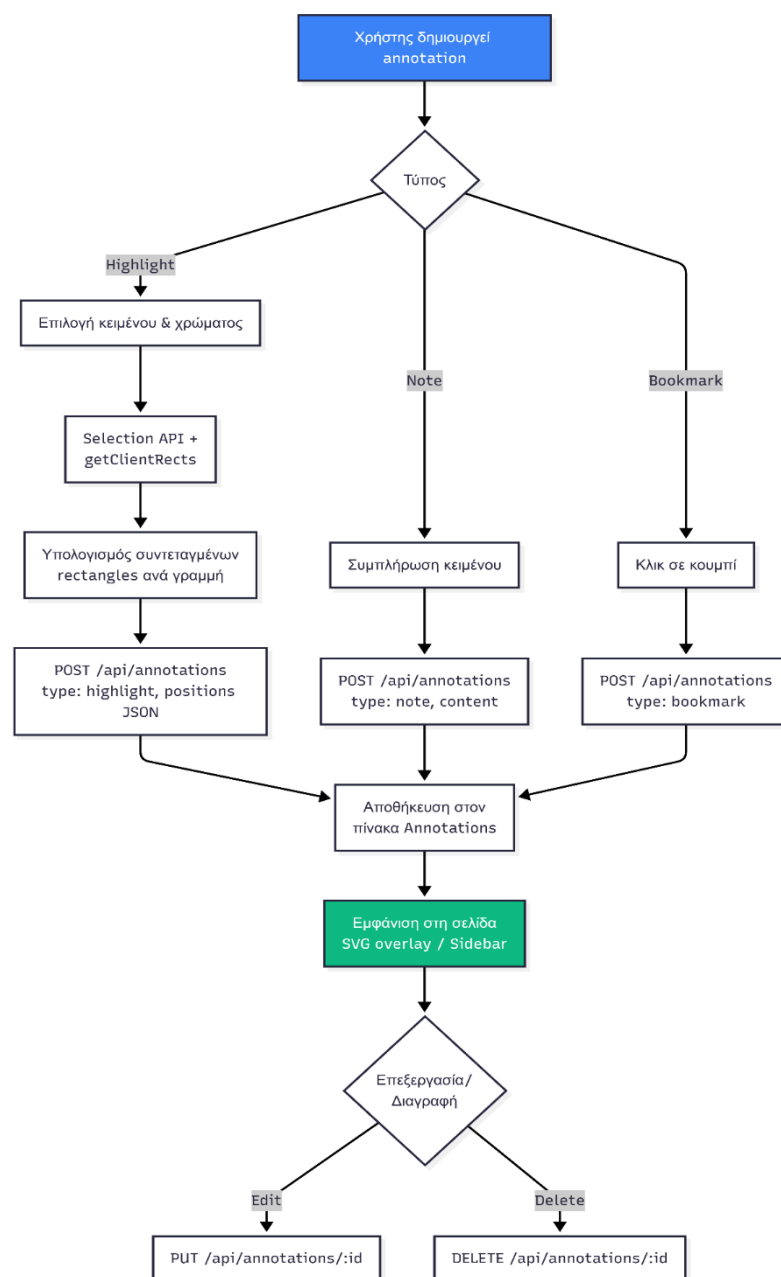 Χρήστης δημιουργεί
annotation
Τύπος
Highlight
Επιλογή κειμένου & χρώματος
Note
Bookmark
Selection API +
getClientRects
Υπολογισμός συντεταγμένων
rectangles ανά γραμμή
Συμπλήρωση κειμένου
Κλικ σε κουμπί
POST /api/annotations
type: highlight, positions
JSON
POST /api/annotations
type: note, content
POST /api/annotations
type: bookmark
Αποθήκευση στον
πίνακα Annotations
Εμφάνιση στη σελίδα
SVG overlay / Sidebar
Επεξεργασία/
Διαγραφή
Edit
Delete
PUT /api/annotations/:id
DELETE /api/annotations/:id